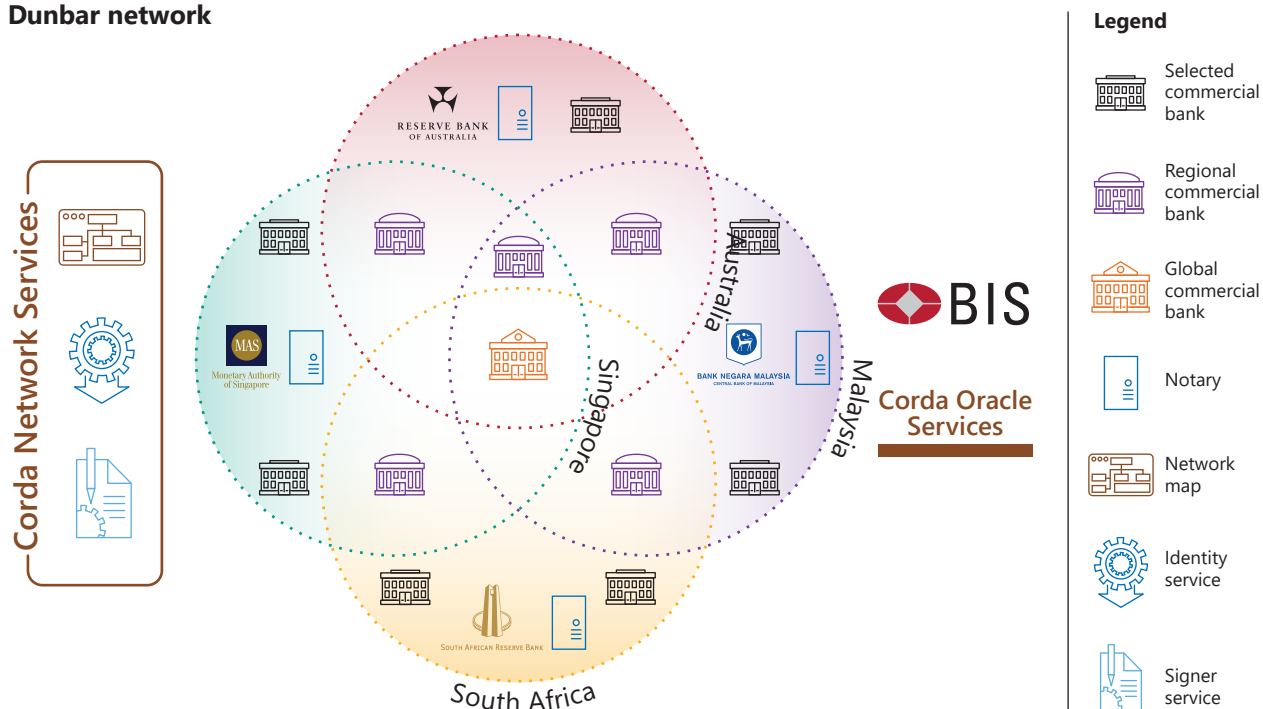 Dunbar network
Corda Network Services
RESERVE BANK
OF AUSTRALIA
Australia
MAS
Monetary Authority
of Singapore
Singapore
BANK NEGARA MALAYSIA
CENTRAL BANK OF MALAYSIA
Malaysia
SOUTH AFRICAN RESERVE BANK
South Africa
BIS
Corda Oracle
Services
Legend
Selected
commercial
bank
Regional
commercial
bank
Global
commercial
bank
Notary
Network
map
Identity
service
Signer
service